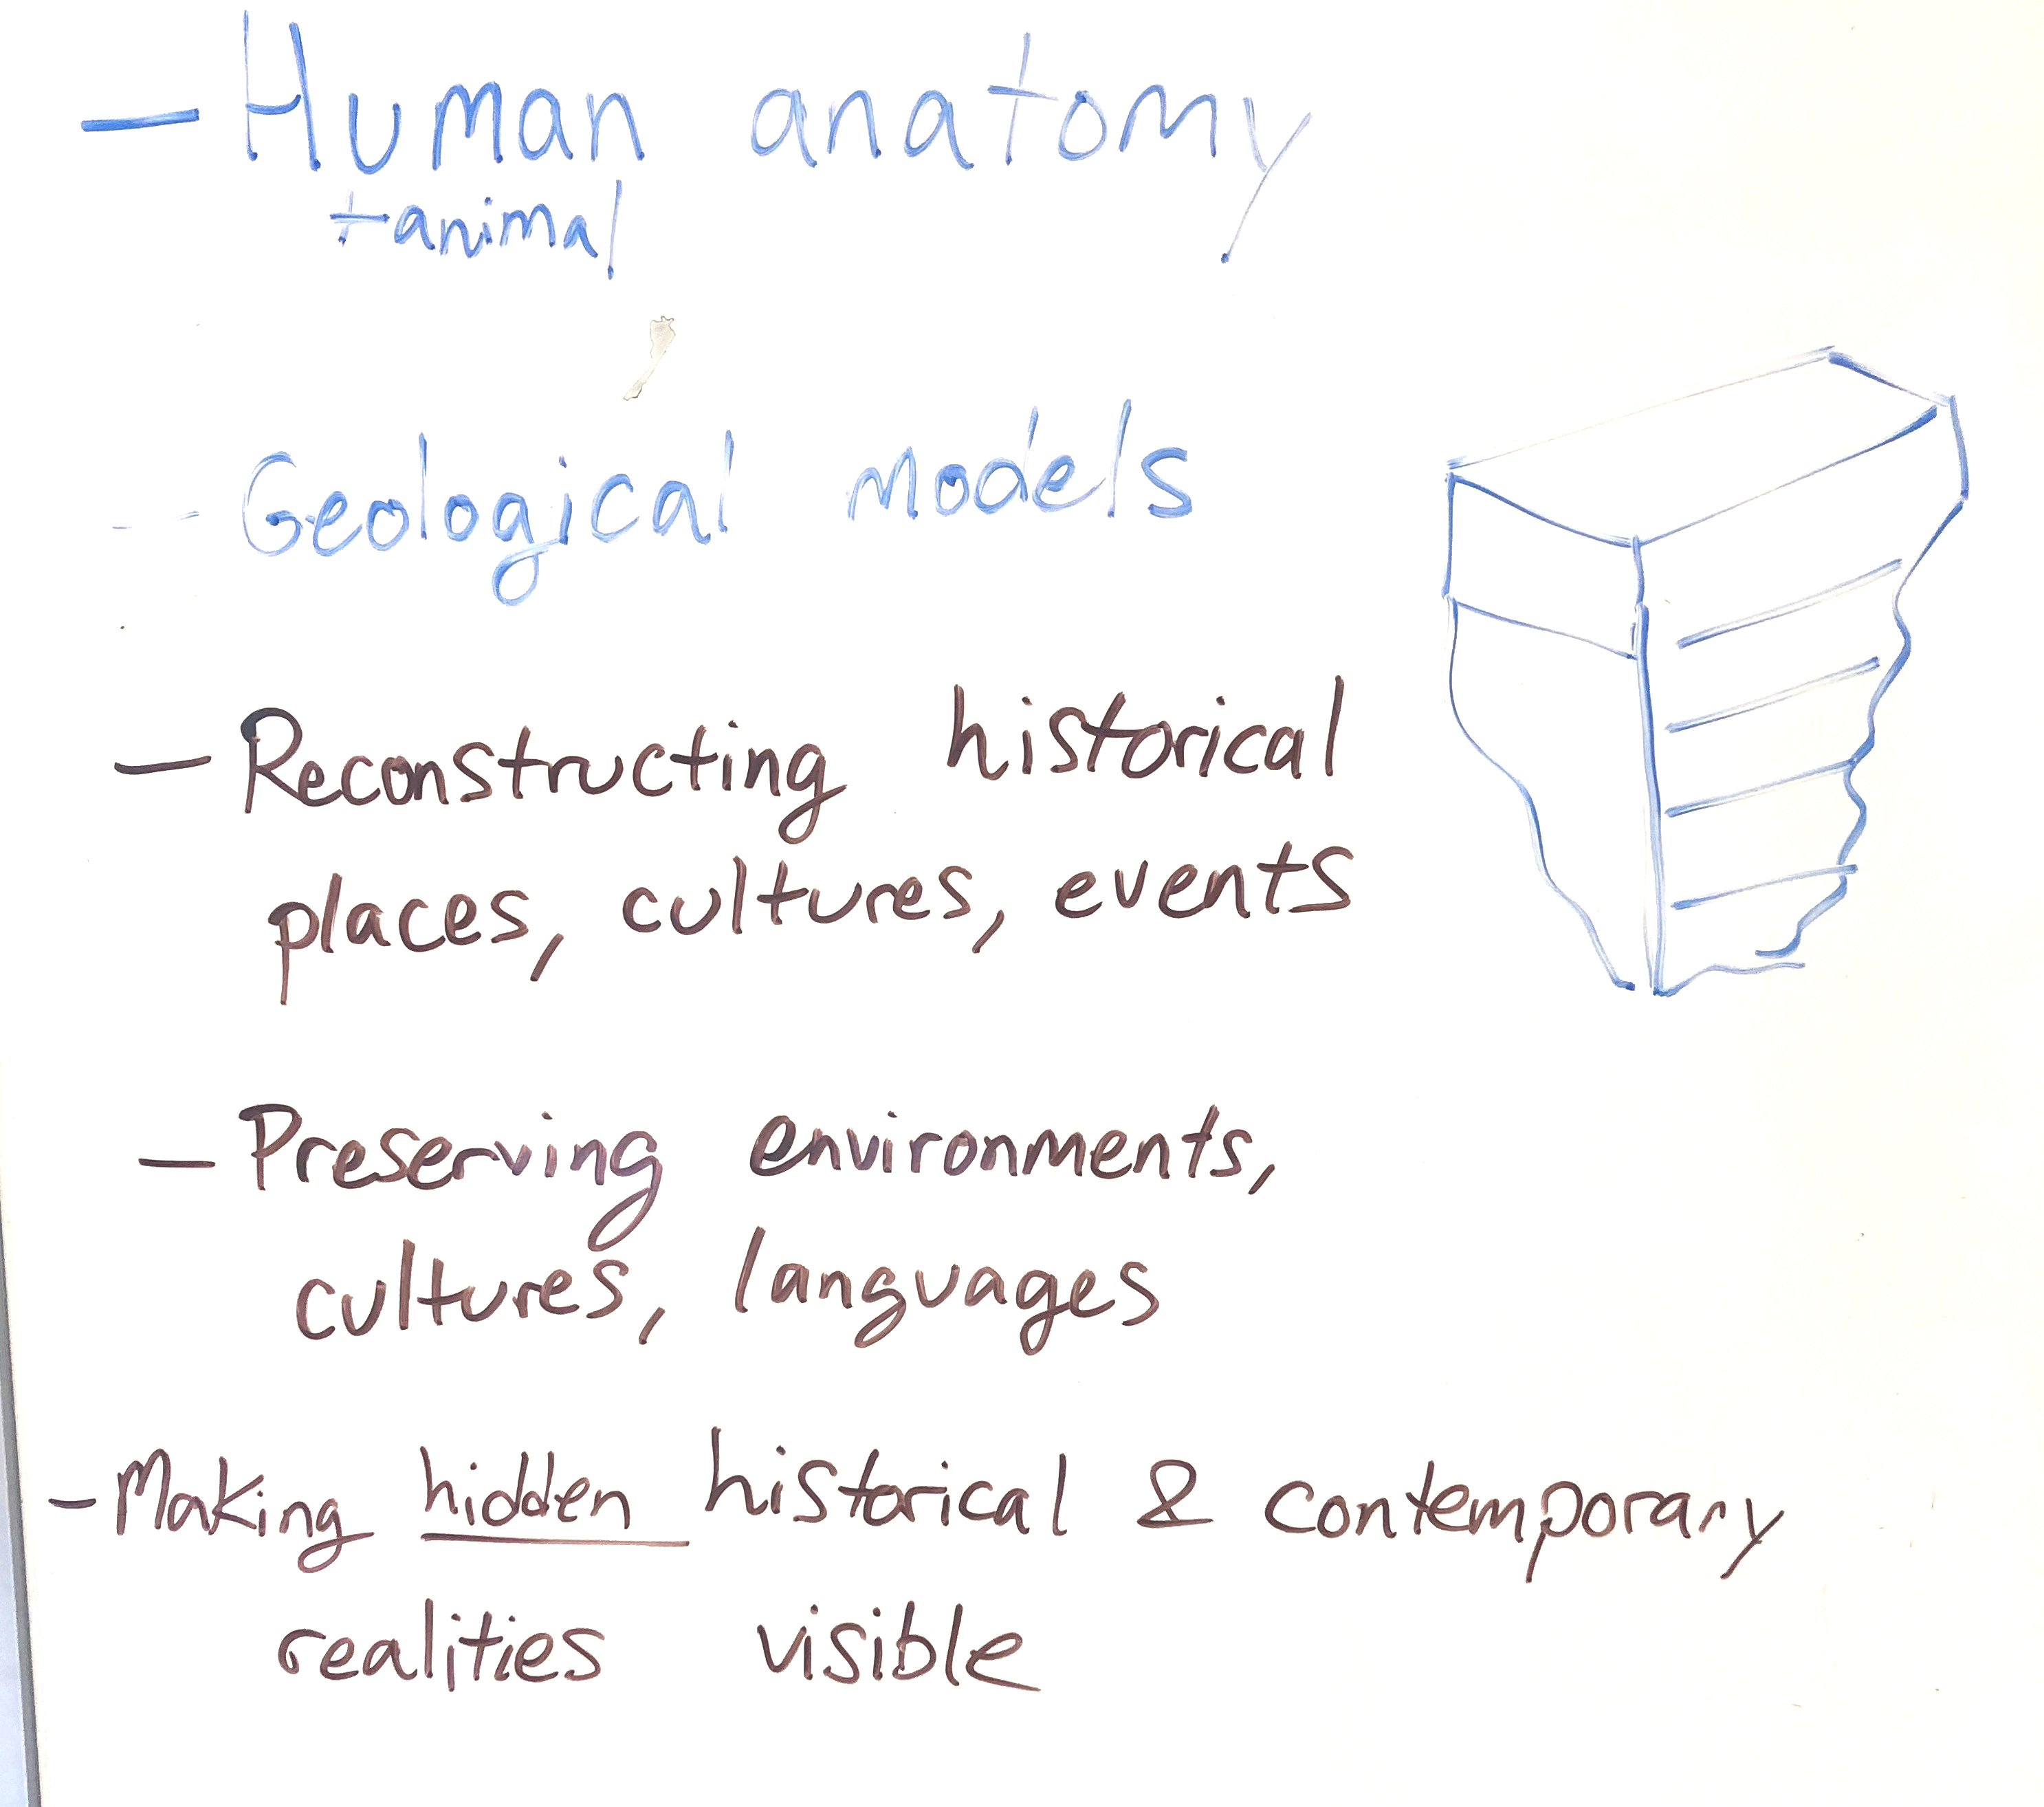 - Human anatomy
+animal
- Geological models
- Reconstructing historical
places, cultures, events
- Preserving environments,
cultures, languages
- Making hidden historical & contemporary
realities visible